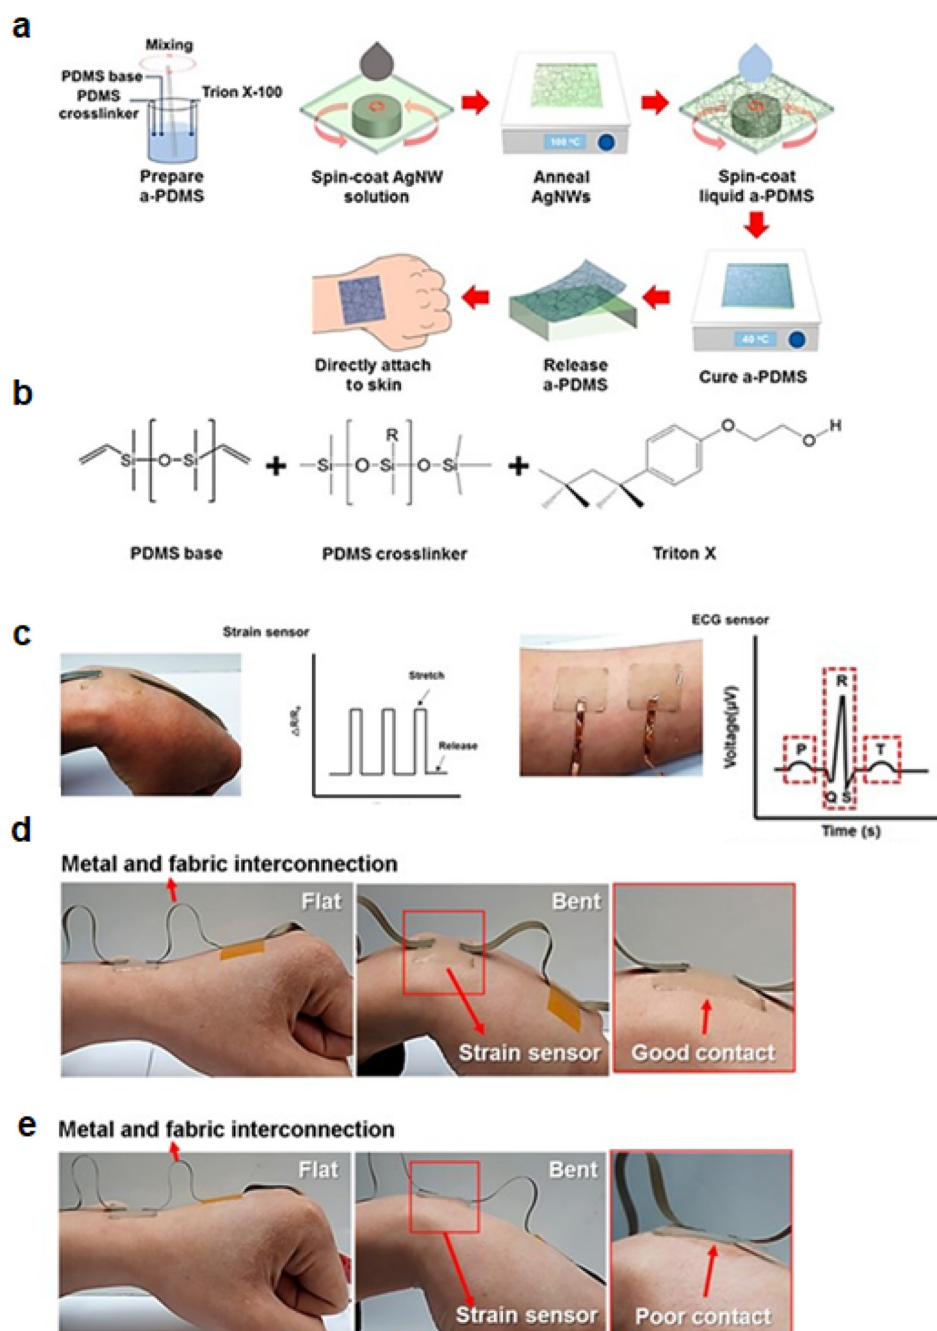 a
Mixing
PDMS base
PDMS
crosslinker
Trion X-100
Prepare
a-PDMS
Spin-coat AgNW
solution
100 °C
Anneal
AgNWs
Spin-coat
liquid a-PDMS
Directly attach
to skin
Release
a-PDMS
40 °C
Cure a-PDMS
b
Si
O
Si
+
Si
O
R
Si
O
Si
+
O
O
H
PDMS base
PDMS crosslinker
Triton X
c
Strain sensor
Stretch
Release
ECG sensor
Voltage(µV)
P
R
T
Q
S
Time (s)
d
Metal and fabric interconnection
Flat
Bent
Strain sensor
Good contact
e
Metal and fabric interconnection
Flat
Bent
Strain sensor
Poor contact